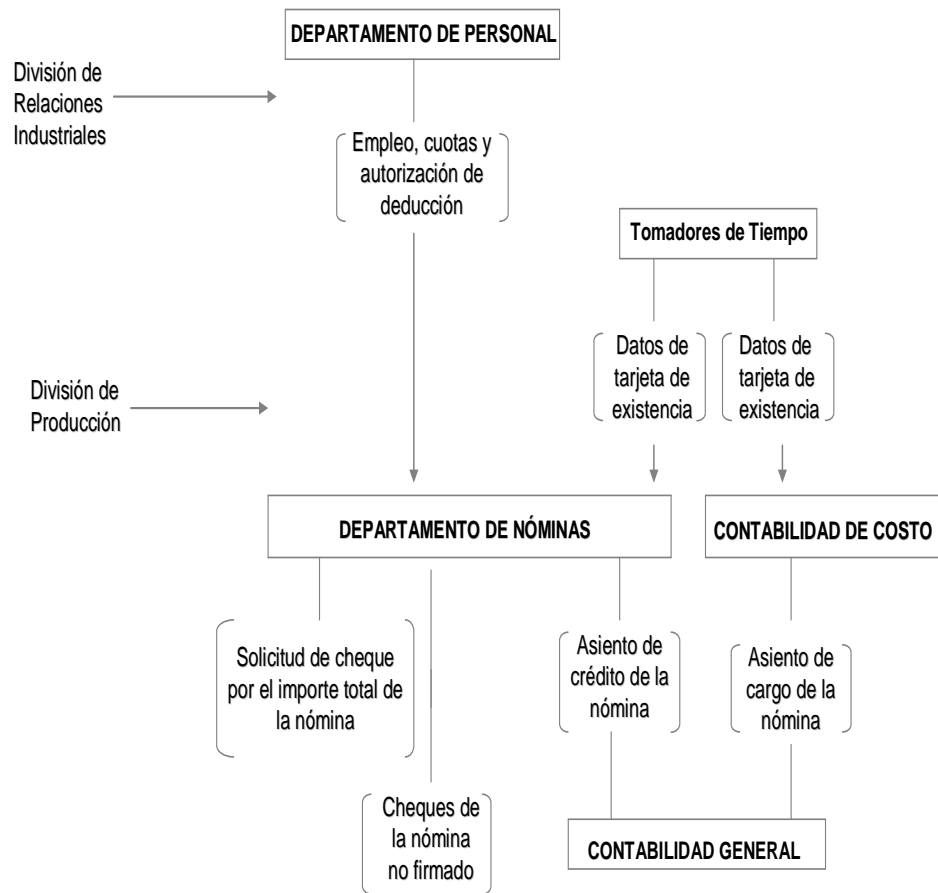 DEPARTAMENTO DE PERSONAL
División de
Relaciones
Industriales
Empleo, cuotas y
autorización de
deducción
Tomadores de Tiempo
Datos de
tarjeta de
existencia
Datos de
tarjeta de
existencia
División de
Producción
DEPARTAMENTO DE NÓMINAS
CONTABILIDAD DE COSTO
Solicitud de cheque
por el importe total de
la nómina
Asiento de
crédito de la
nómina
Asiento de
cargo de la
nómina
Cheques de
la nómina
no firmado
CONTABILIDAD GENERAL